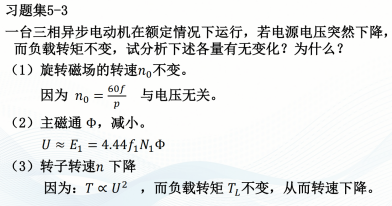 习题集5-3
一台三相异步电动机在额定情况下运行，若电源电压突然下降，
而负载转矩不变，试分析下述各量有无变化？为什么？
（1）旋转磁场的转速n₀不变。
因为 n₀ = 60f/p 与电压无关。
（2）主磁通 Φ，减小。
U ≈ E₁ = 4.44f₁N₁Φ
（3）转子转速n 下降
因为：T ∝ U² ，而负载转矩 T_L不变，从而转速下降。